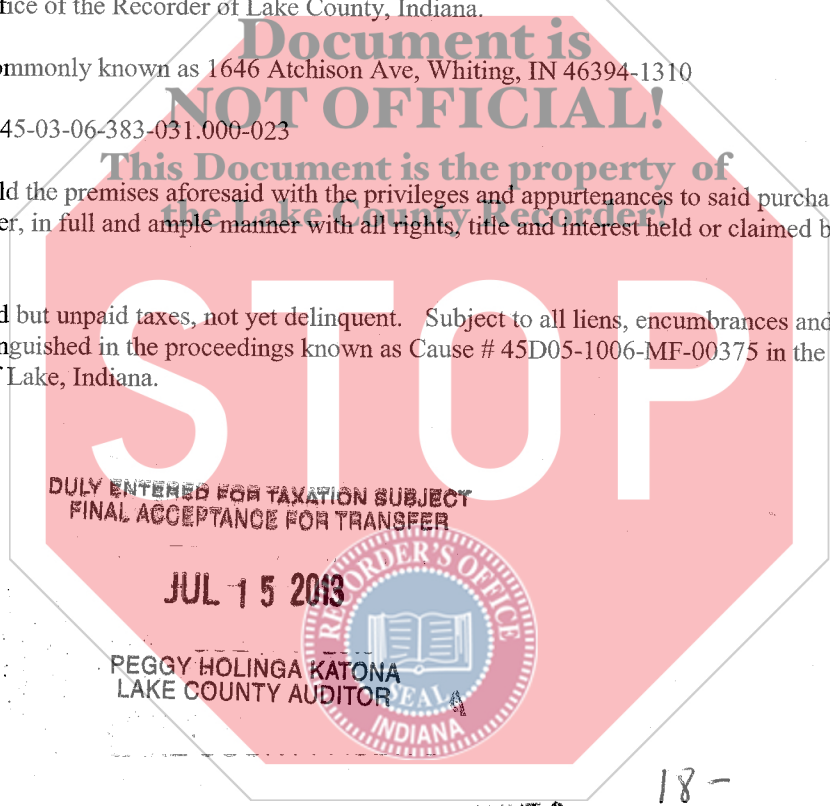 fice of the Recorder of Lake County, Indiana.
Document is
ommonly known as 1646 Atchison Ave, Whiting, IN 46394-1310
NOT OFFICIAL!
45-03-06-383-031.000-023
This Document is the property of
ld the premises aforesaid with the privileges and appurtenances to said purcha
the Lake County Recorder!
er, in full and ample manner with all rights, title and interest held or claimed b
d but unpaid taxes, not yet delinquent. Subject to all liens, encumbrances and
nguished in the proceedings known as Cause # 45D05-1006-MF-00375 in the
Lake, Indiana.
STOP
DULY ENTERED FOR TAXATION SUBJECT
FINAL ACCEPTANCE FOR TRANSFER
JUL 15 2013
RECORDER'S OFFICE
PEGGY HOLINGA KATONA
LAKE COUNTY AUDITOR
SEAL
INDIANA
18-